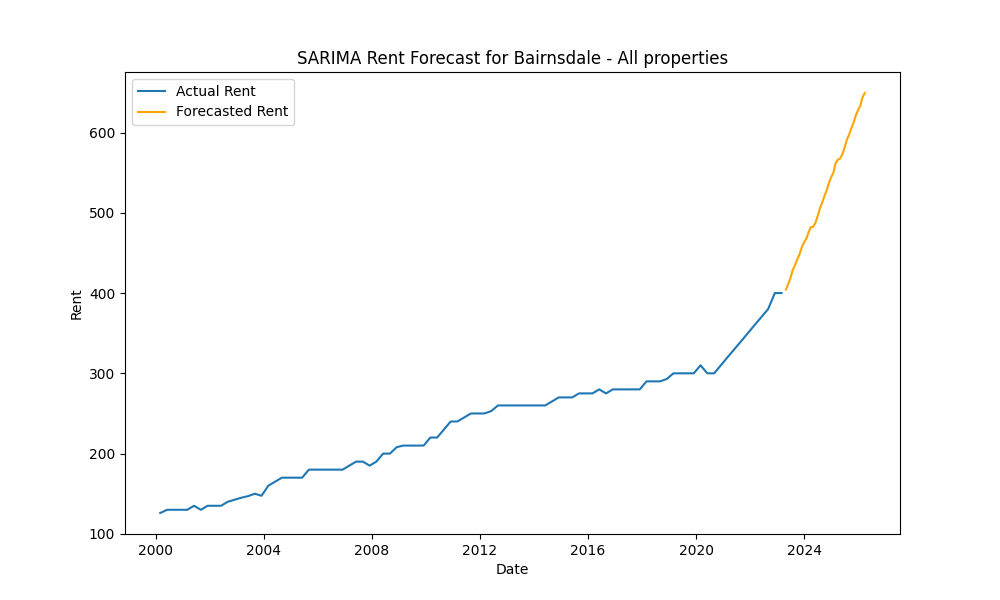 SARIMA Rent Forecast for Bairnsdale - All properties
Actual Rent
Forecasted Rent
Rent
600
500
400
300
200
100
2000 2004 2008 2012 2016 2020 2024
Date